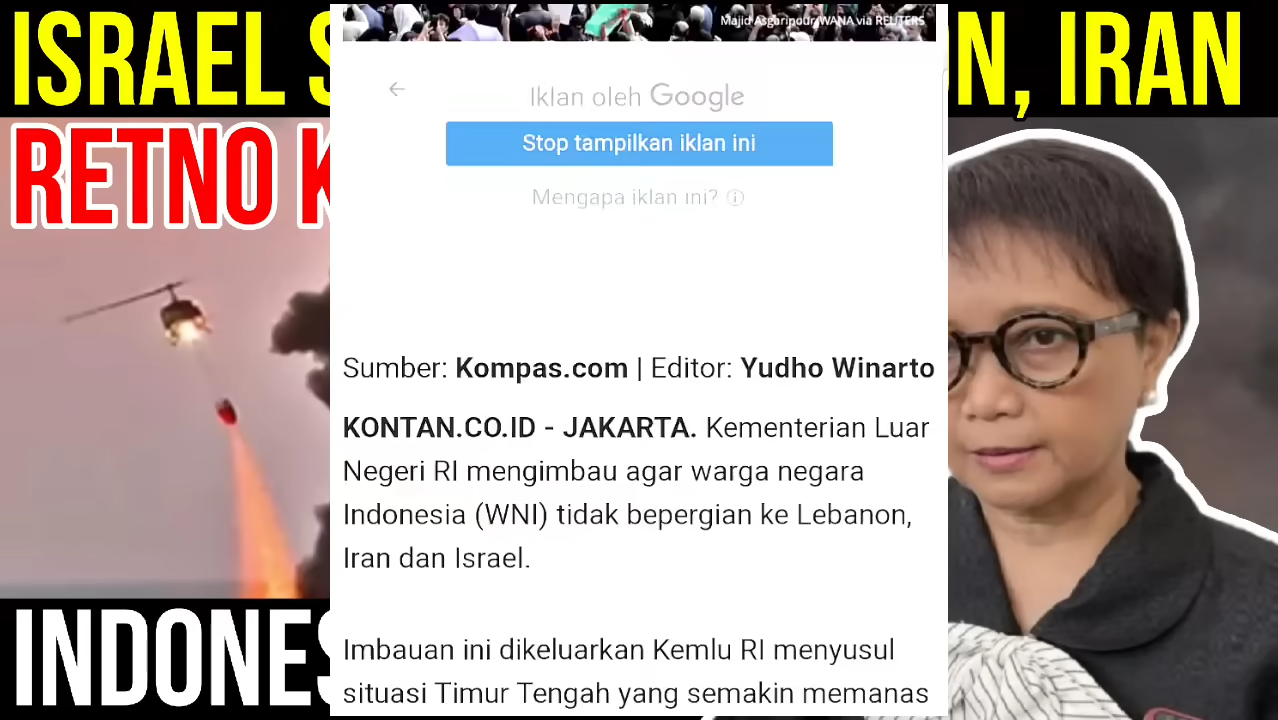 ISRAEL S
N, IRAN
RETNO K
Majid Asgaripour/WANA via REUTERS
Iklan oleh Google
Stop tampilkan iklan ini
Mengapa iklan ini?
Sumber: Kompas.com | Editor: Yudho Winarto
KONTAN.CO.ID - JAKARTA. Kementerian Luar
Negeri RI mengimbau agar warga negara
Indonesia (WNI) tidak bepergian ke Lebanon,
Iran dan Israel.
Imbauan ini dikeluarkan Kemlu RI menyusul
situasi Timur Tengah yang semakin memanas
INDONES